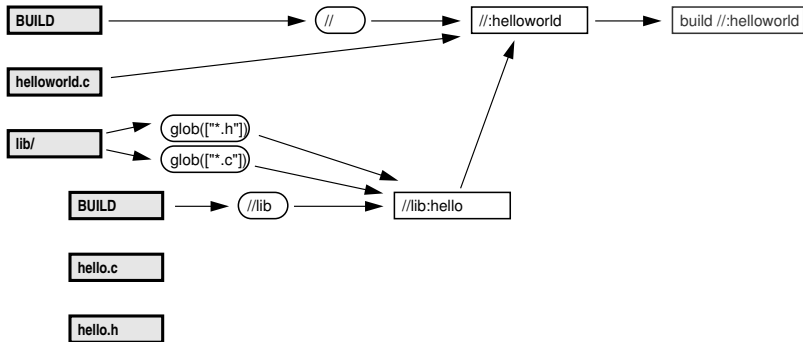 BUILD
//
//:helloworld
build //:helloworld
helloworld.c
lib/
glob(["*.h"])
glob(["*.c"])
BUILD
//lib
//lib:hello
hello.c
hello.h